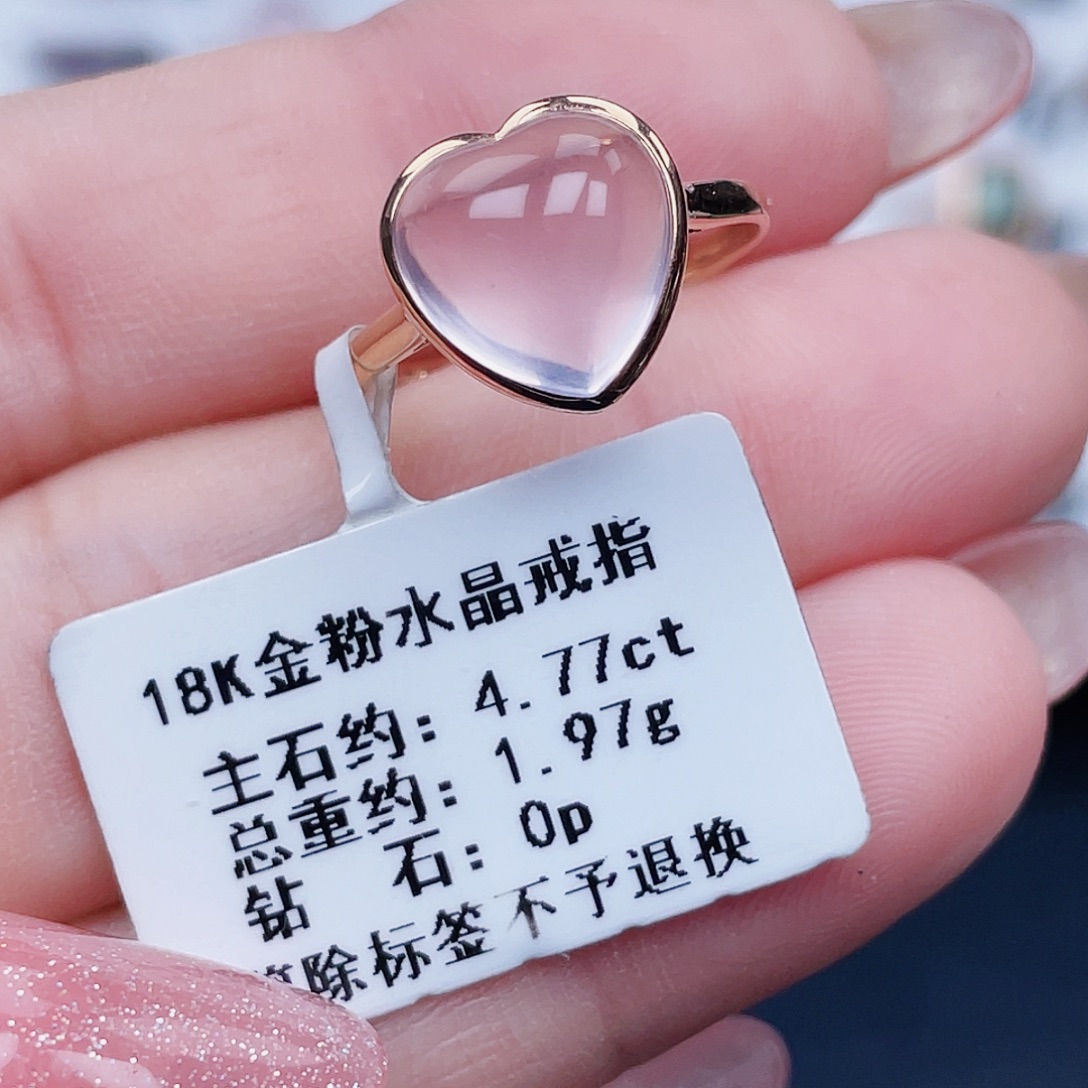 18K金粉水晶戒指
主石约: 4.77ct
总重约: 1.97g
钻 石: 0p
除标签不予退换